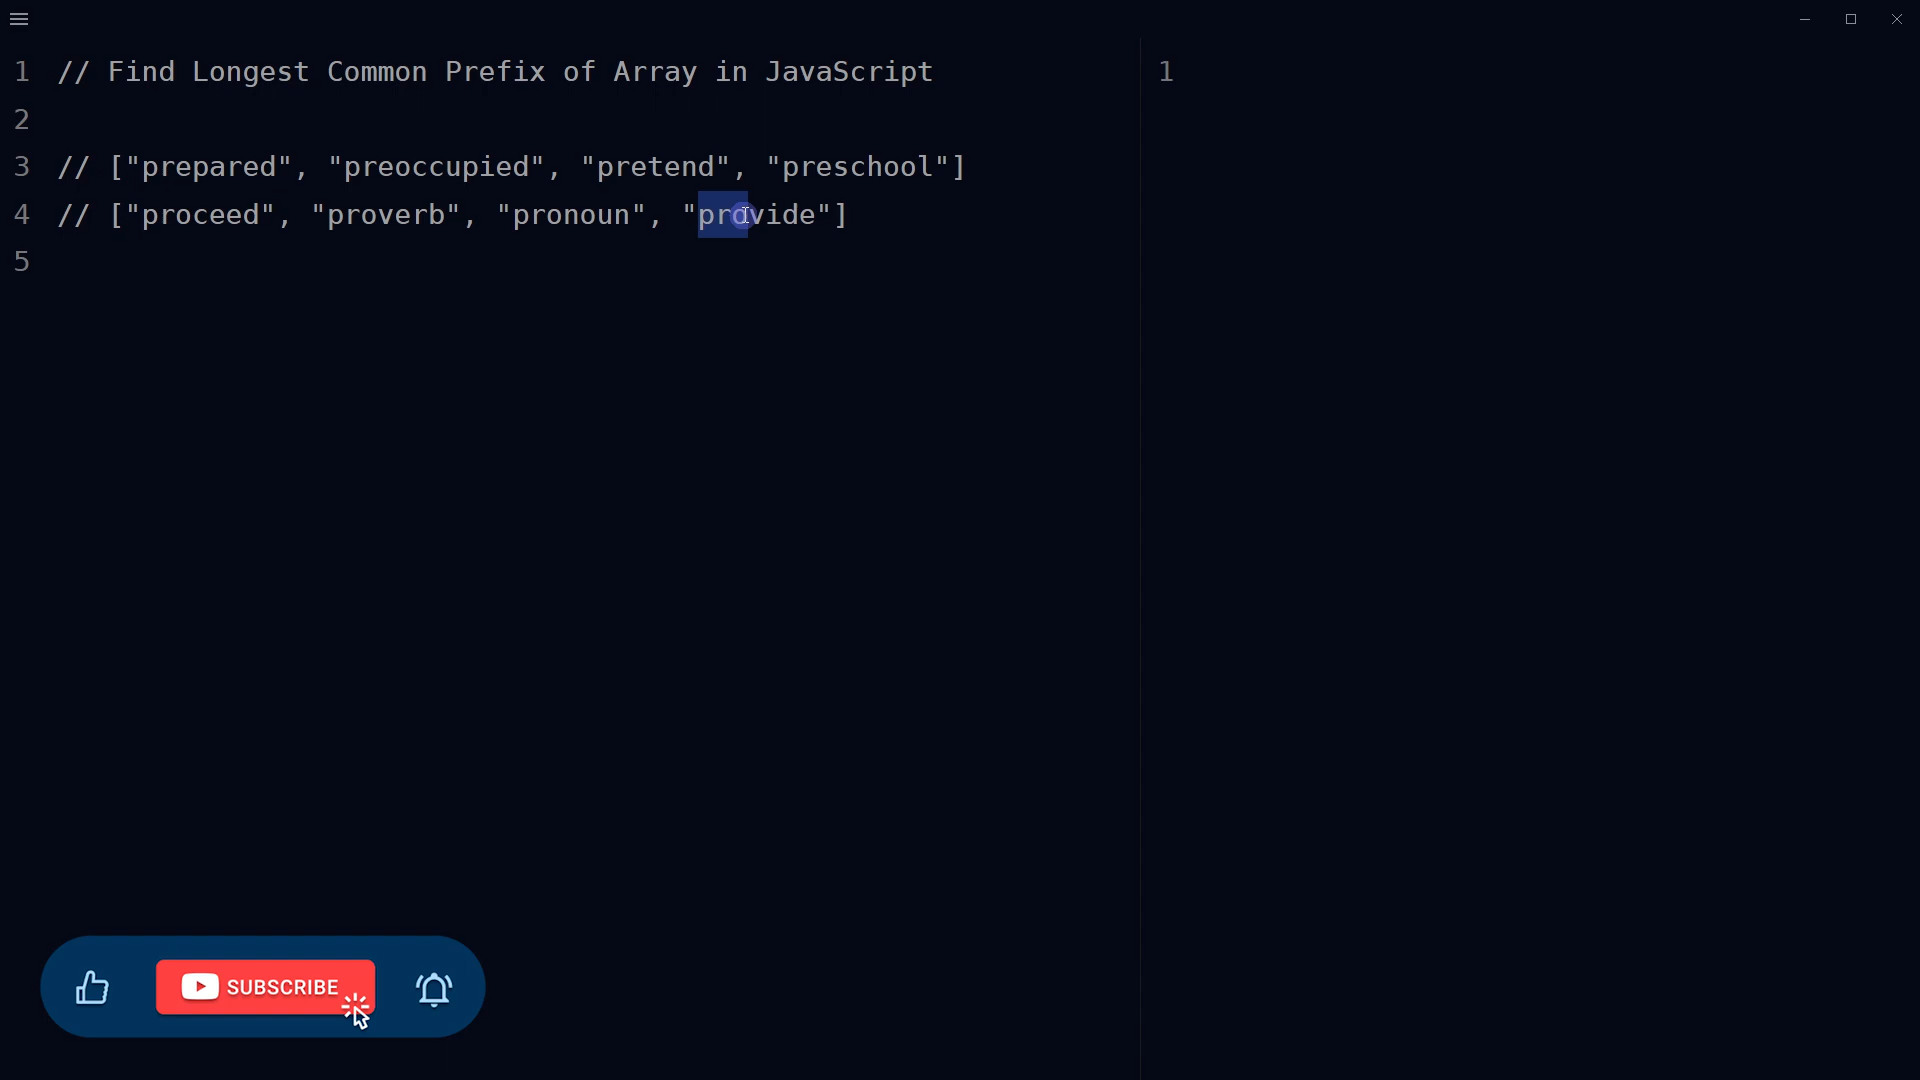 1 // Find Longest Common Prefix of Array in JavaScript
2
3 // ["prepared", "preoccupied", "pretend", "preschool"]
4 // ["proceed", "proverb", "pronoun", "provide"]
5
1
SUBSCRIBE